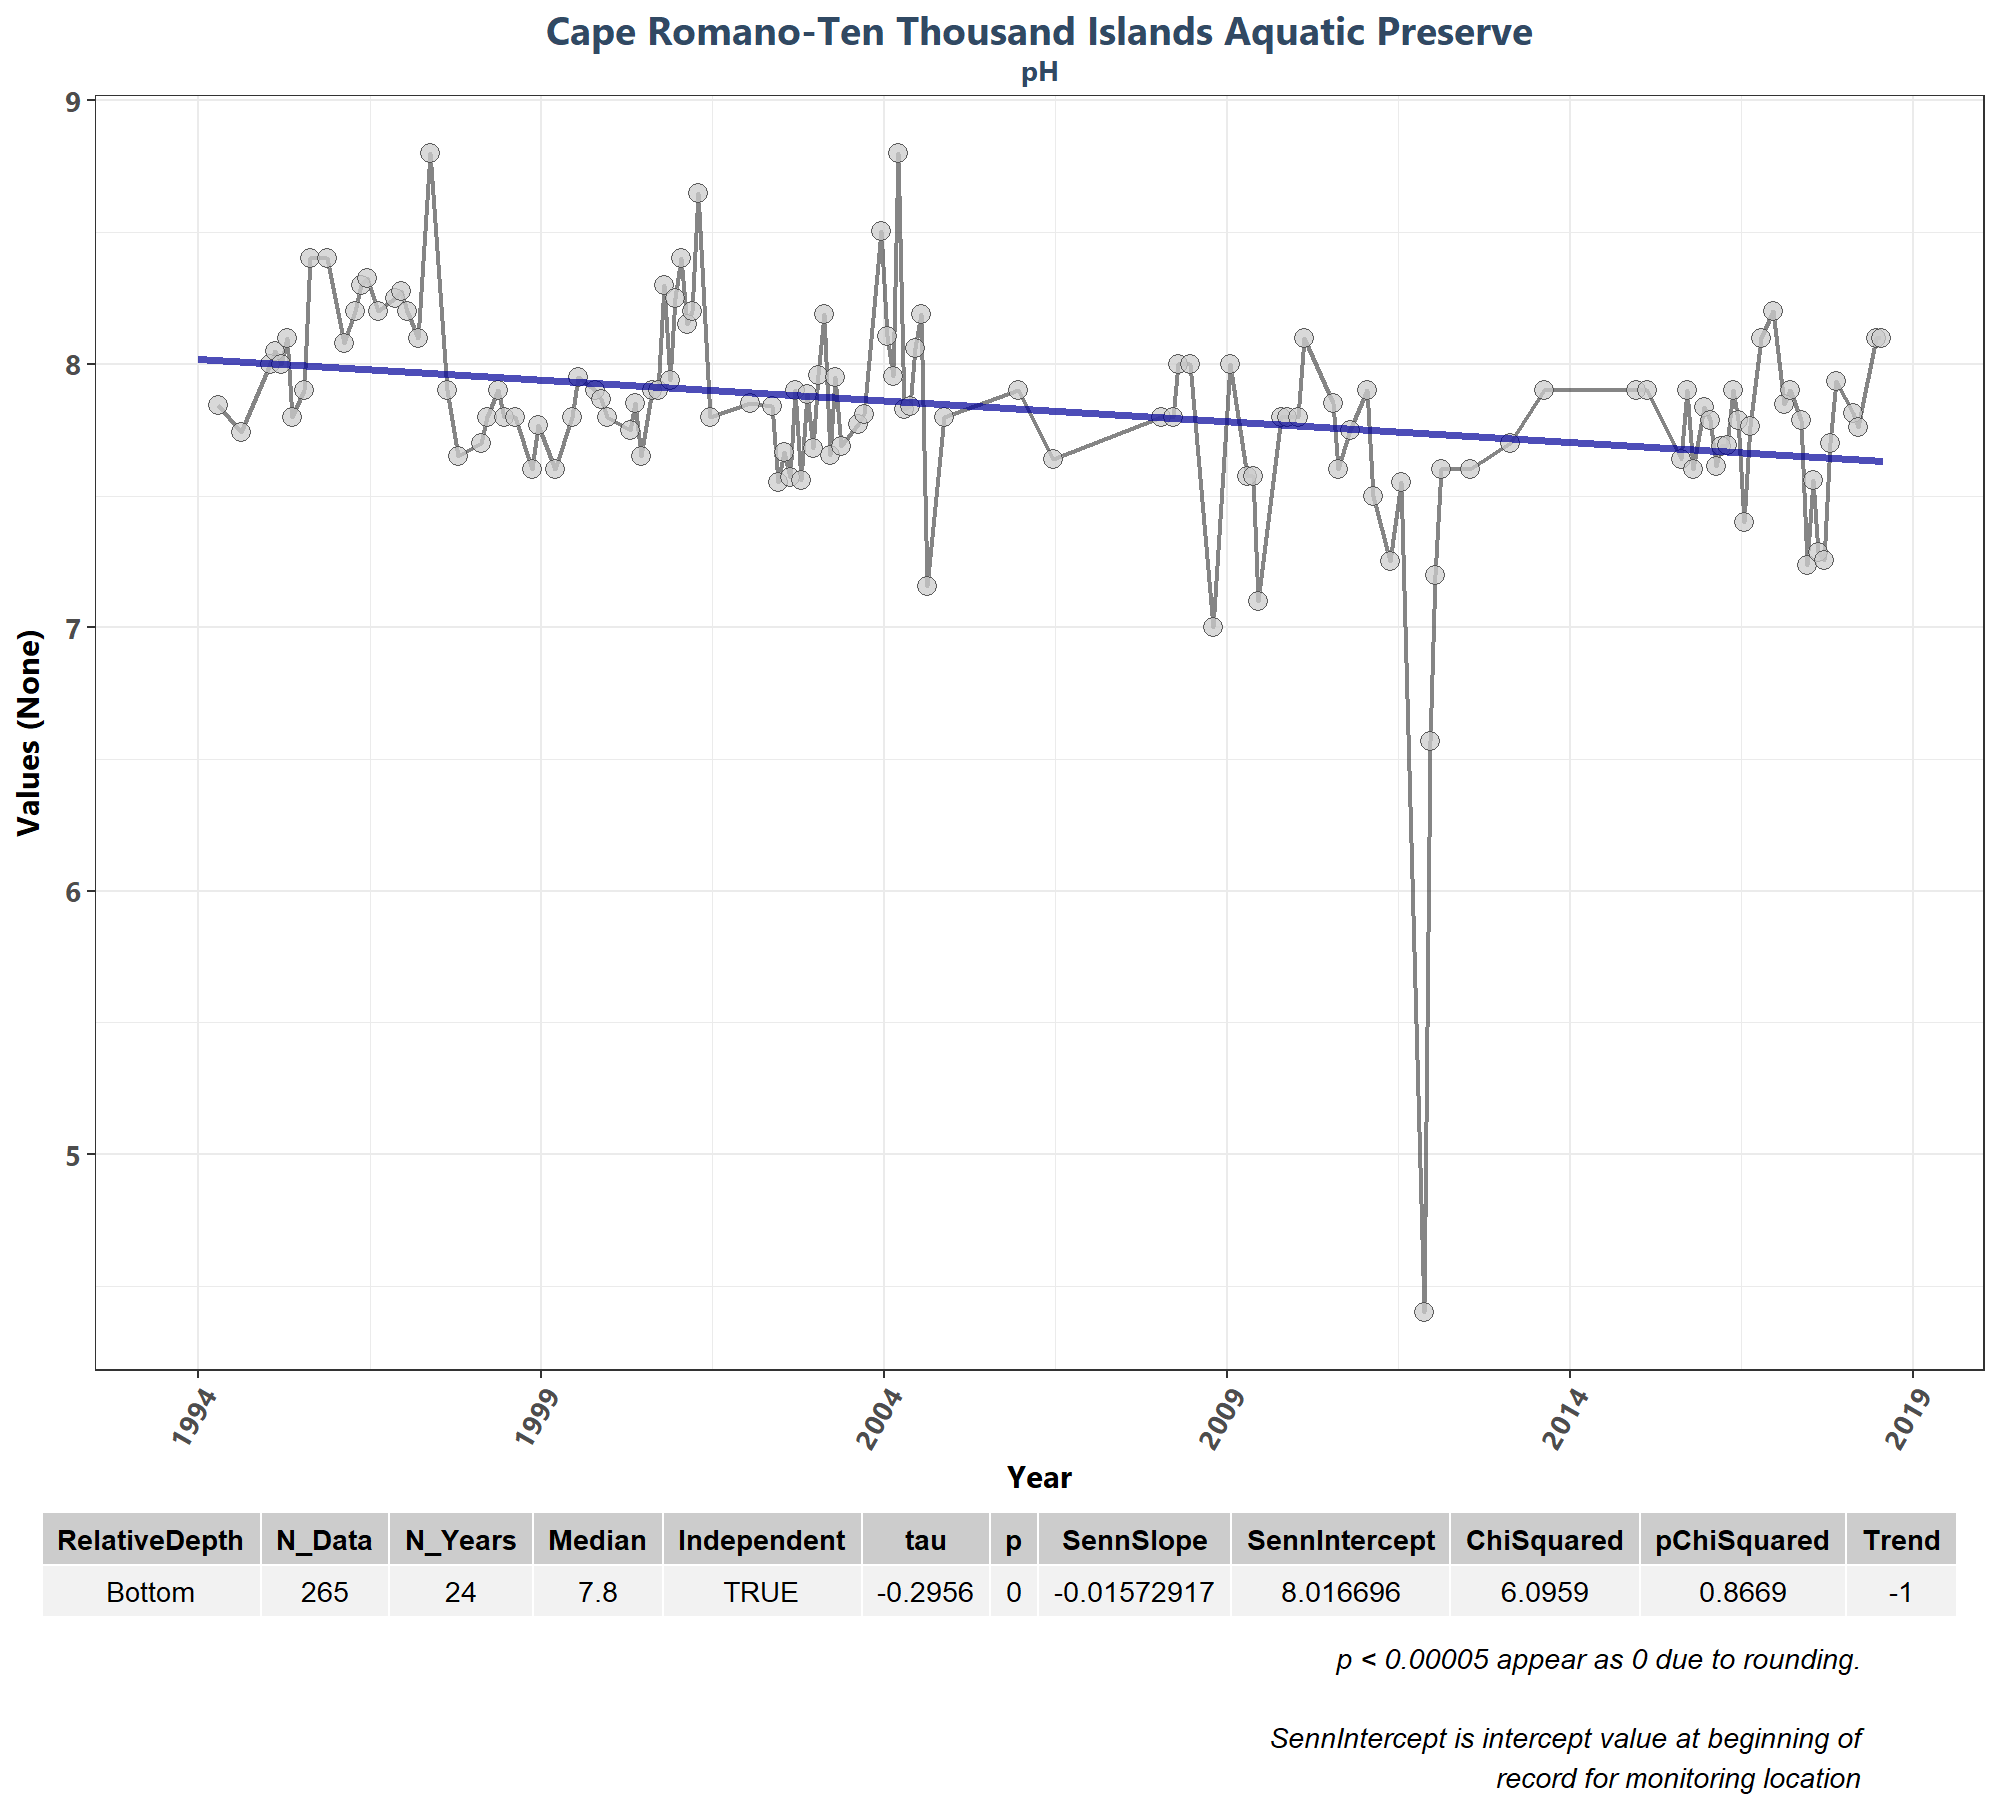 Cape Romano-Ten Thousand Islands Aquatic Preserve
pH
9
8
7
6
5
Values (None)
1994 1999 2004 2009 2014 2019
Year
RelativeDepth N_Data N_Years Median Independent tau p SennSlope SennIntercept ChiSquared pChiSquared Trend
Bottom 265 24 7.8 TRUE -0.2956 0 -0.01572917 8.016696 6.0959 0.8669 -1
p < 0.00005 appear as 0 due to rounding.
SennIntercept is intercept value at beginning of
record for monitoring location